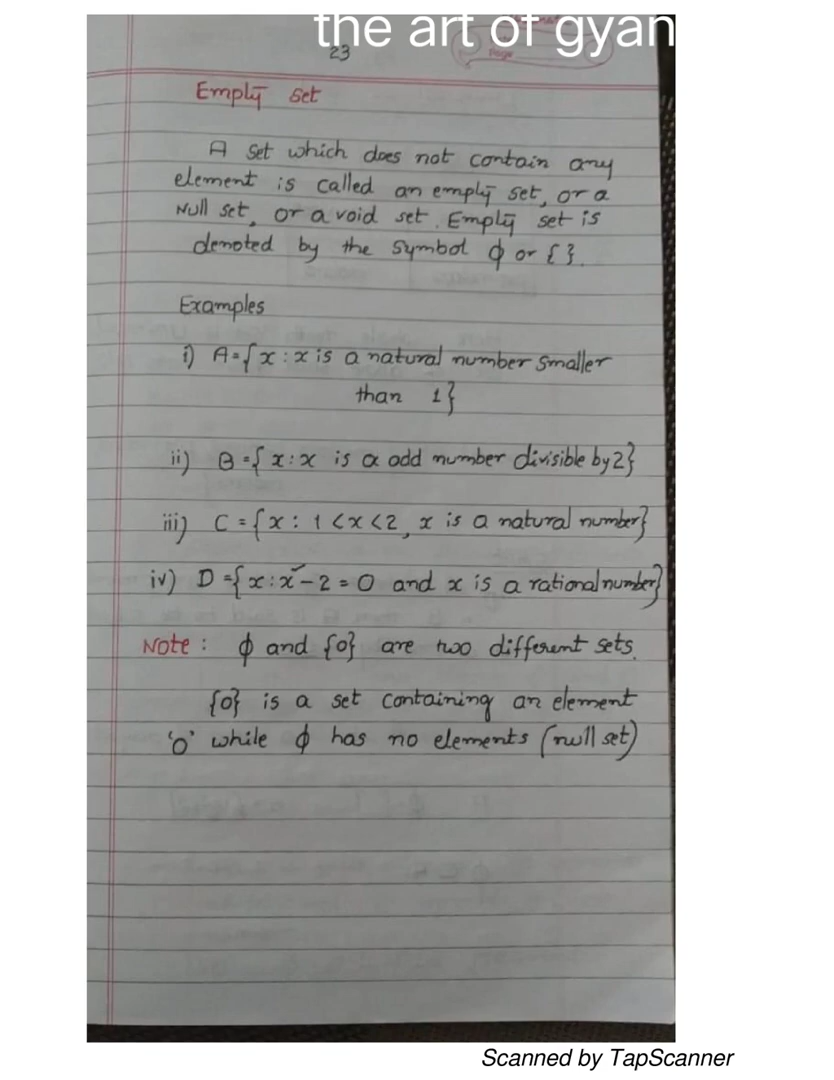 the art of gyan
23
Page
Empty set
A set which does not contain any
element is called an empty set, or a
Null set, or a void set. Empty set is
denoted by the symbol ϕ or { }.
Examples
i) A={x : x is a natural number smaller
than 1}
ii) B={x : x is a odd number divisible by 2}
iii) C = {x : 1 < x < 2, x is a natural number}
iv) D ={x : x² - 2 = 0 and x is a rational number}
Note : ϕ and {0} are two different sets.
{0} is a set containing an element
'0' while ϕ has no elements (null set)
Scanned by TapScanner